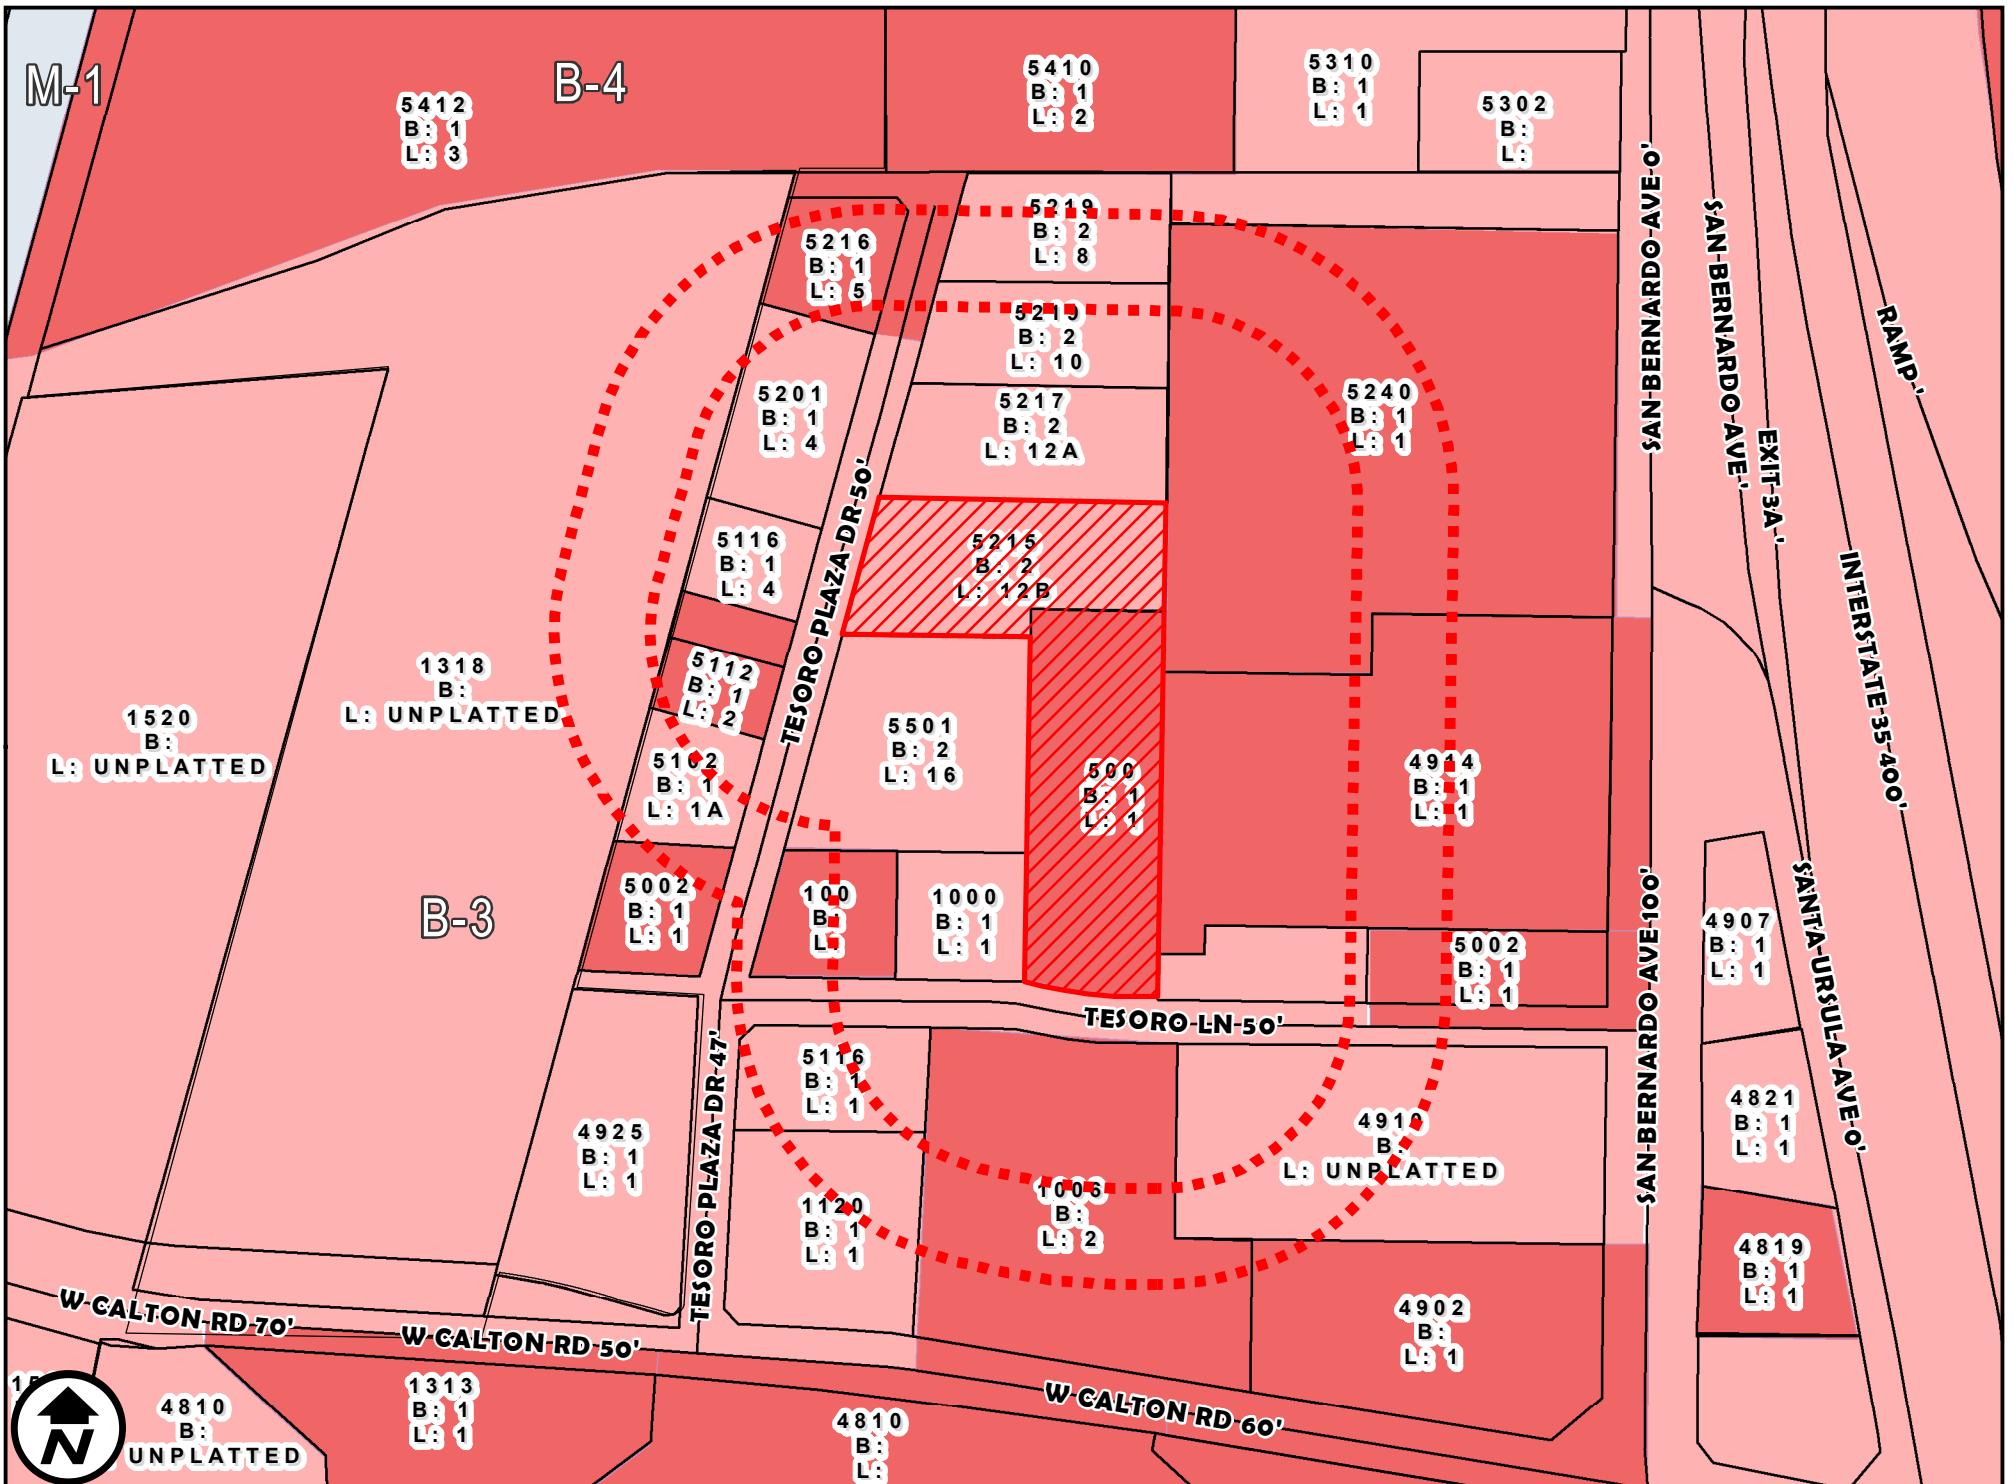 M-1
B-4
5412
B: 1
L: 3
5410
B: 1
L: 2
5310
B: 1
L: 1
5302
B:
L:
5219
B: 2
L: 8
5216
B: 1
L: 5
5219
B: 2
L: 10
5201
B: 1
L: 4
5217
B: 2
L: 12A
5240
B: 1
L: 1
SAN BERNARDO AVE 0'
SAN BERNARDO AVE '
EXIT 3A '
RAMP '
INTERSTATE 35 400'
TESORO PLAZA DR 50'
5116
B: 1
L: 4
5215
B: 2
L: 12B
5112
B: 1
L: 2
1318
B:
L: UNPLATTED
1520
B:
L: UNPLATTED
5102
B: 1
L: 1A
5501
B: 2
L: 16
500
B: 1
L: 1
4914
B: 1
L: 1
B-3
5002
B: 1
L: 1
100
B:
L:
1000
B: 1
L: 1
5002
B: 1
L: 1
4907
B: 1
L: 1
SAN BERNARDO AVE 100'
SANTA URSULA AVE 0'
TESORO LN 50'
TESORO PLAZA DR 47'
5116
B: 1
L: 1
4925
B: 1
L: 1
4910
B:
L: UNPLATTED
4821
B: 1
L: 1
1120
B: 1
L: 1
1006
B:
L: 2
4819
B: 1
L: 1
4902
B:
L: 1
W CALTON RD 70'
W CALTON RD 50'
W CALTON RD 60'
4810
B:
UNPLATTED
1313
B: 1
L: 1
4810
B:
L:
N